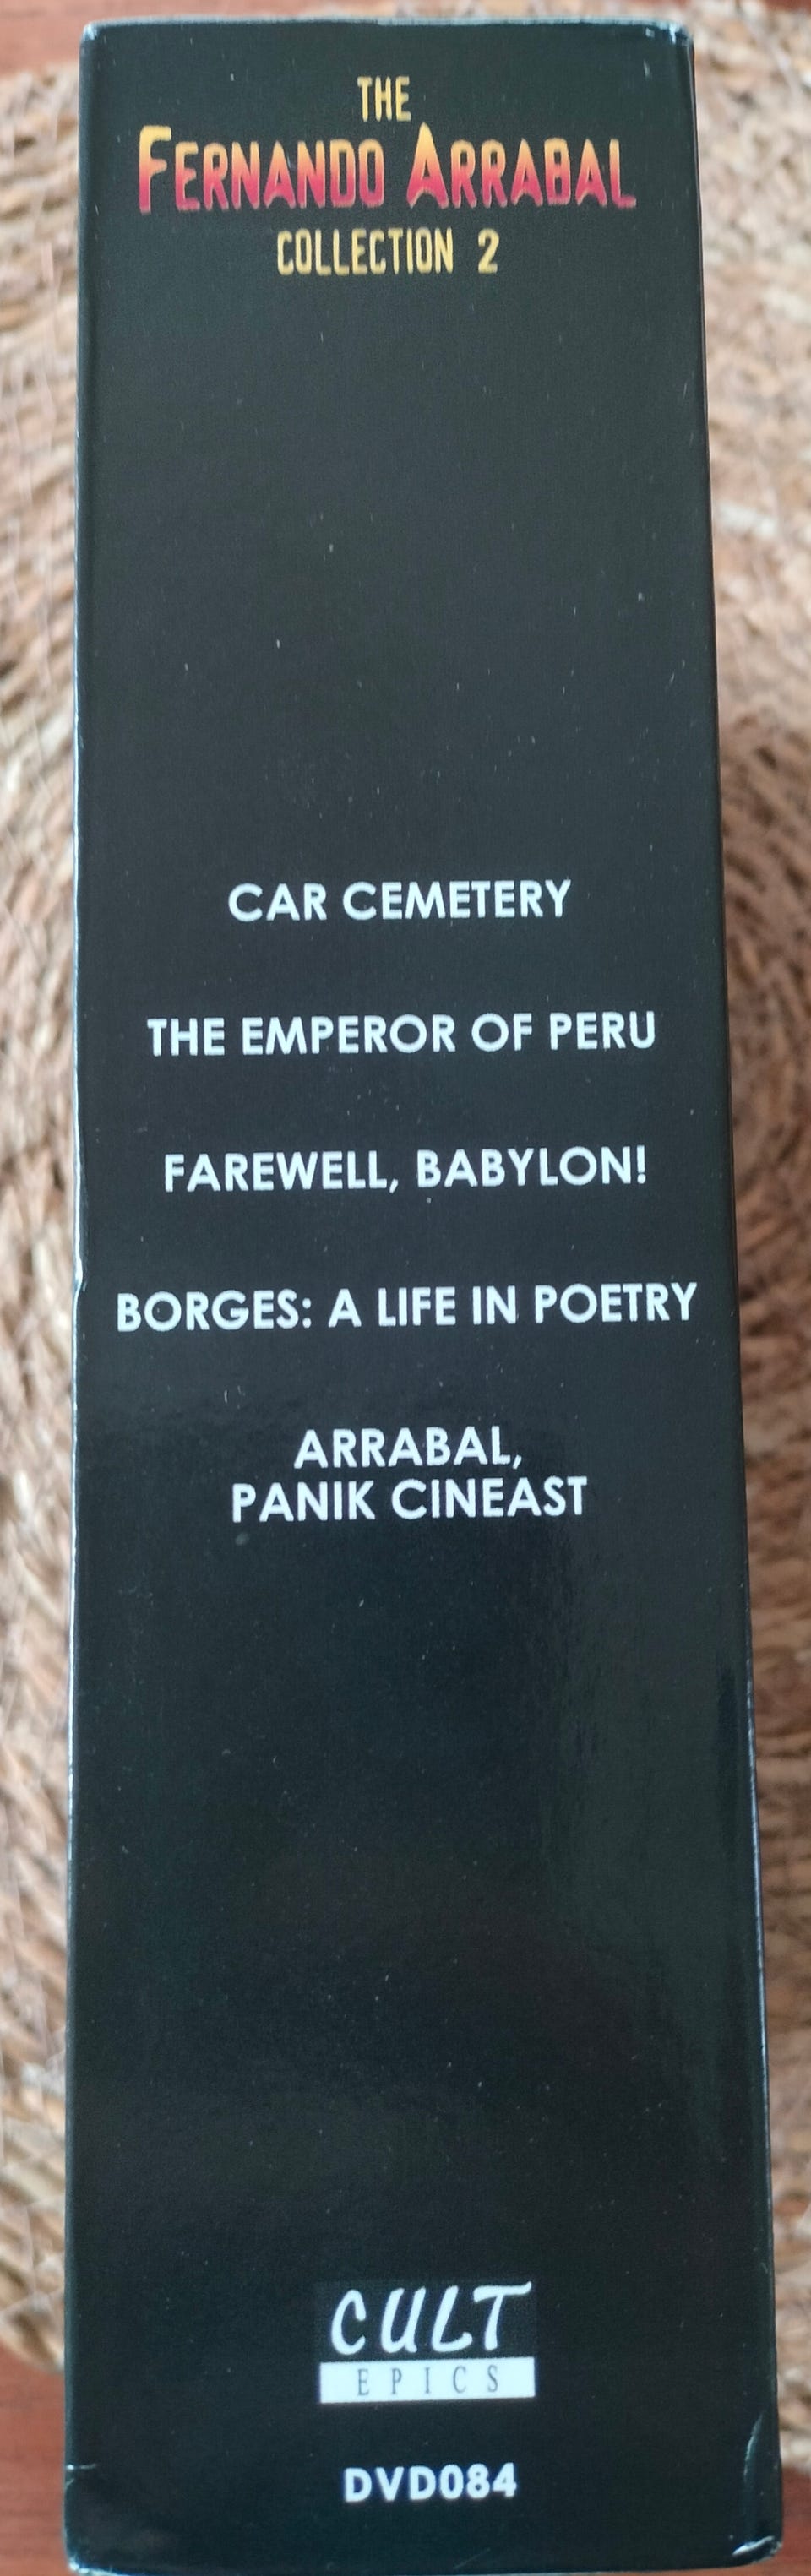 THE
FERNANDO ARRABAL
COLLECTION 2
CAR CEMETERY
THE EMPEROR OF PERU
FAREWELL, BABYLON!
BORGES: A LIFE IN POETRY
ARRABAL,
PANIK CINEAST
CULT
EPICS
DVD084